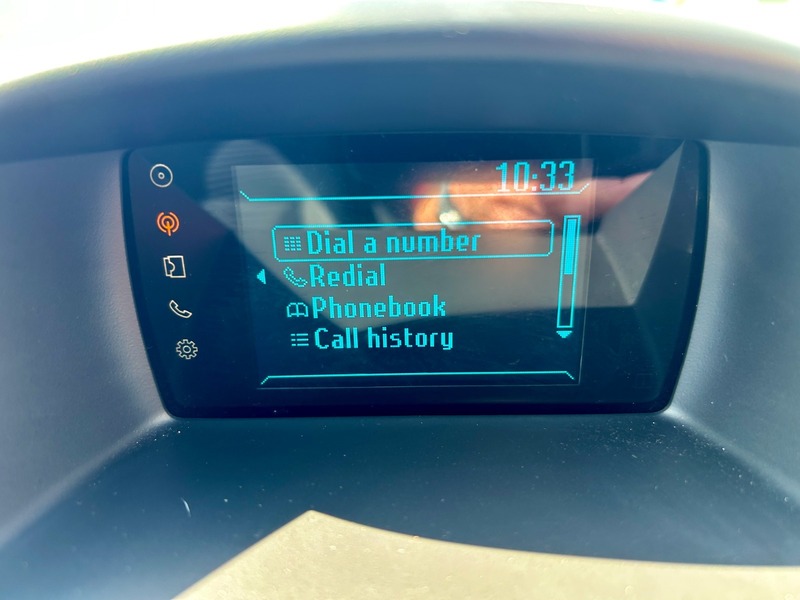 10:33
Dial a number
Redial
Phonebook
Call history